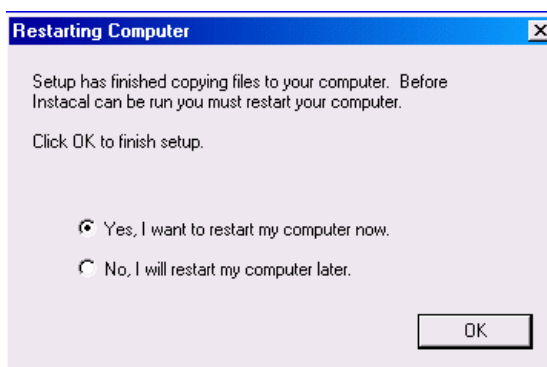 Restarting Computer
Setup has finished copying files to your computer.  Before
Instacal can be run you must restart your computer.
Click OK to finish setup.
Yes, I want to restart my computer now.
No, I will restart my computer later.
OK